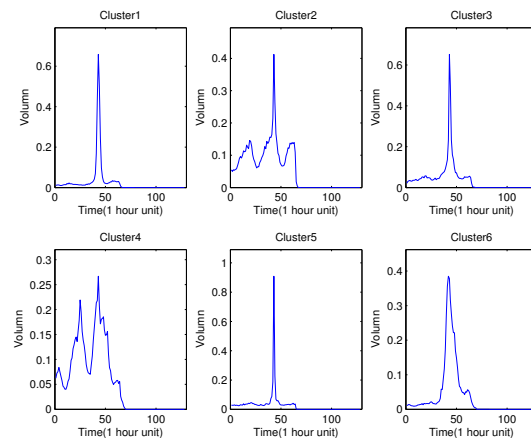 Cluster1
Cluster2
Cluster3
0.6
0.4
0.2
0
Volumn
0 50 100
Time(1 hour unit)
0.4
0.3
0.2
0.1
0
Volumn
0 50 100
Time(1 hour unit)
0.6
0.4
0.2
0
Volumn
0 50 100
Time(1 hour unit)
Cluster4
Cluster5
Cluster6
0.3
0.25
0.2
0.15
0.1
0.05
0
Volumn
0 50 100
Time(1 hour unit)
1
0.8
0.6
0.4
0.2
0
Volumn
0 50 100
Time(1 hour unit)
0.4
0.3
0.2
0.1
0
Volumn
0 50 100
Time(1 hour unit)